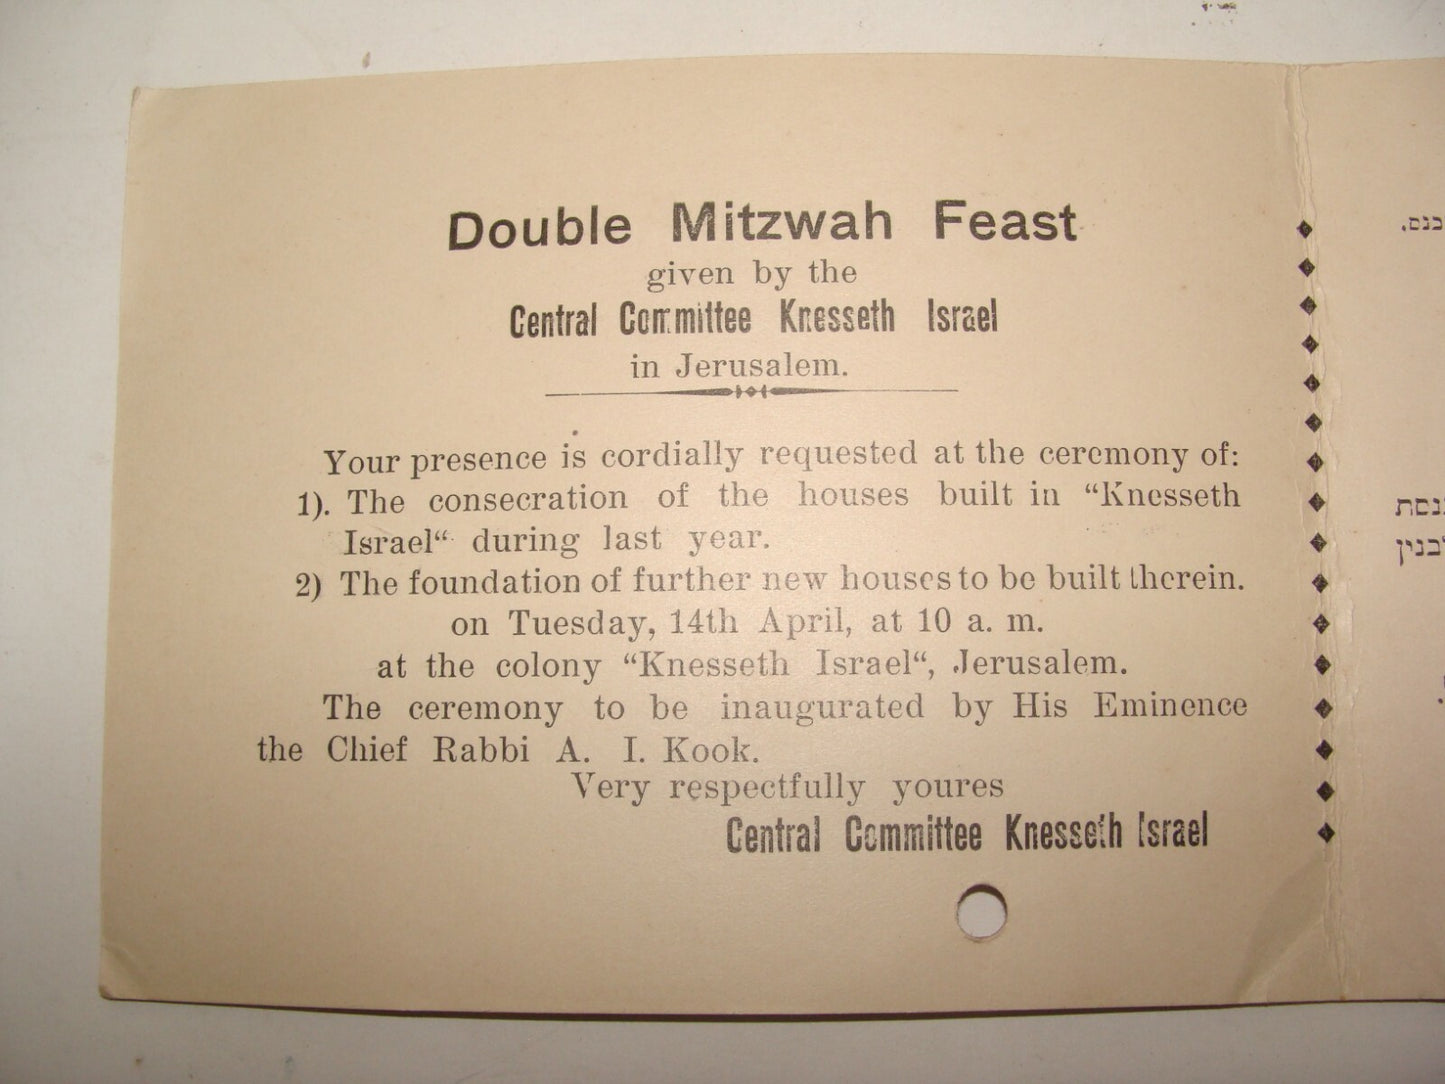 Double Mitzwah Feast
given by the
Central Committee Knesseth Israel
in Jerusalem.
Your presence is cordially requested at the ceremony of:
1). The consecration of the houses built in “Knesseth
Israel“ during last year.
2) The foundation of further new houses to be built therein.
on Tuesday, 14th April, at 10 a. m.
at the colony “Knesseth Israel“, Jerusalem.
The ceremony to be inaugurated by His Eminence
the Chief Rabbi A. I. Kook.
Very respectfully youres
Central Committee Knesseth Israel